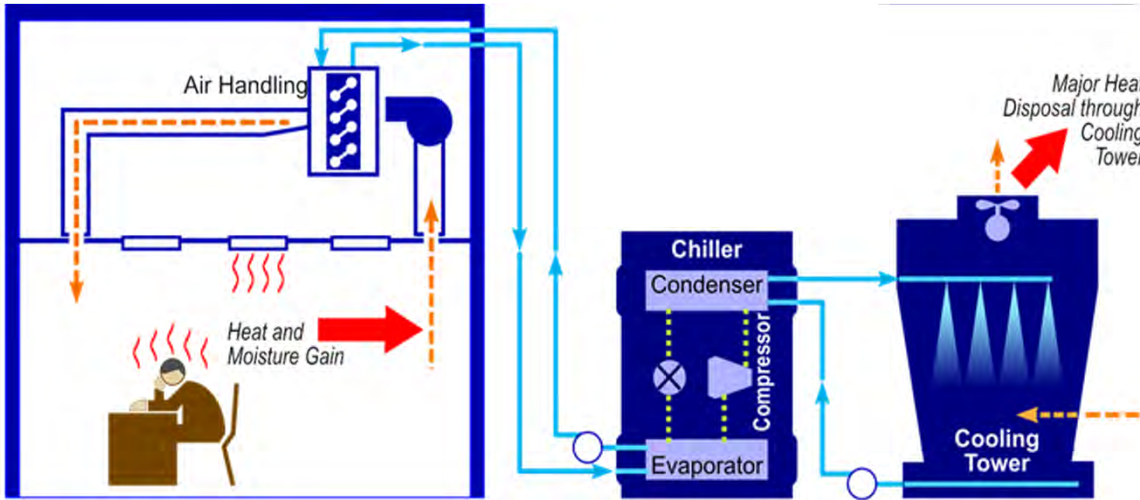 Air Handling
Heat and
Moisture Gain
Chiller
Condenser
Compressor
Evaporator
Major Heat
Disposal through
Cooling
Tower
Cooling
Tower